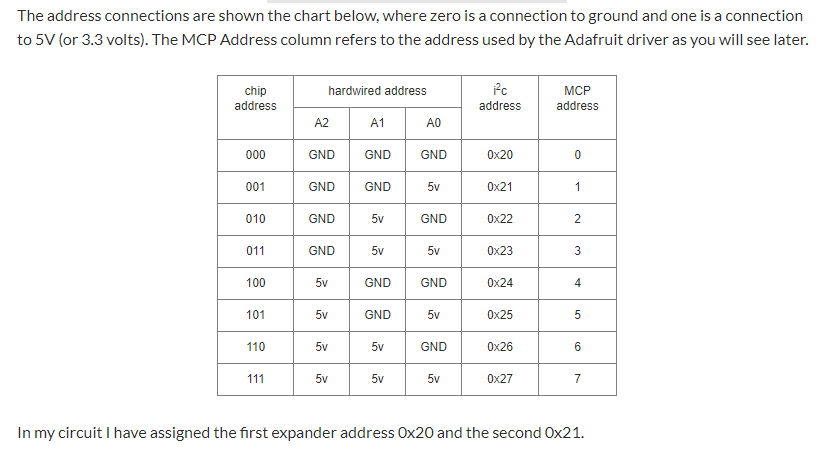 The address connections are shown the chart below, where zero is a connection to ground and one is a connection
to 5V (or 3.3 volts). The MCP Address column refers to the address used by the Adafruit driver as you will see later.
chip address hardwired address i²c address MCP address
A2 A1 A0
000 GND GND GND 0x20 0
001 GND GND 5v 0x21 1
010 GND 5v GND 0x22 2
011 GND 5v 5v 0x23 3
100 5v GND GND 0x24 4
101 5v GND 5v 0x25 5
110 5v 5v GND 0x26 6
111 5v 5v 5v 0x27 7
In my circuit I have assigned the first expander address 0x20 and the second 0x21.